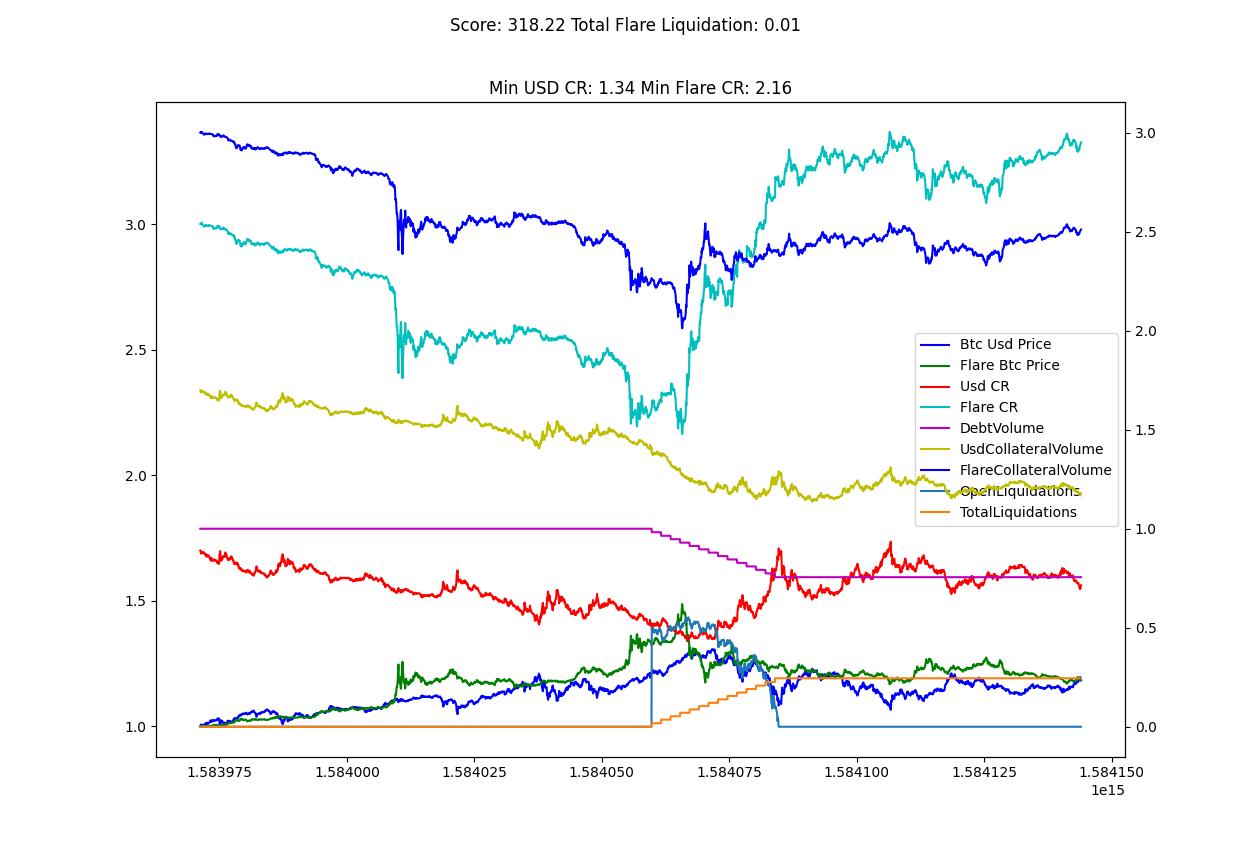 Score: 318.22 Total Flare Liquidation: 0.01
Min USD CR: 1.34 Min Flare CR: 2.16
3.0
2.5
2.0
1.5
1.0
3.0
2.5
2.0
1.5
1.0
0.5
0.0
Btc Usd Price
Flare Btc Price
Usd CR
Flare CR
DebtVolume
UsdCollateralVolume
FlareCollateralVolume
OpenLiquidations
TotalLiquidations
1.583975 1.584000 1.584025 1.584050 1.584075 1.584100 1.584125 1.584150
1e15